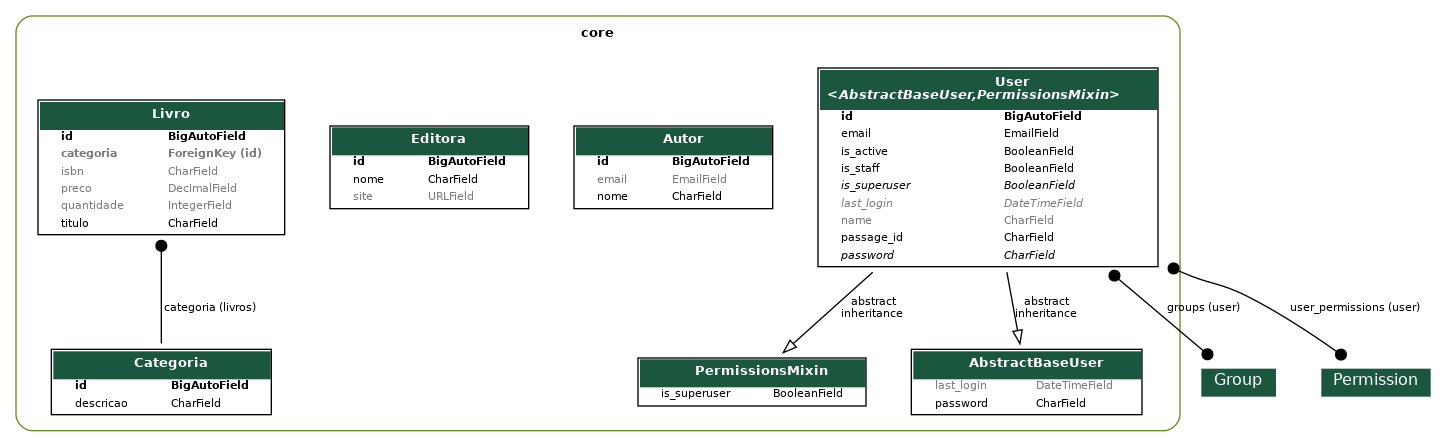 core
Livro
id BigAutoField
categoria ForeignKey (id)
isbn CharField
preco DecimalField
quantidade IntegerField
titulo CharField
Editora
id BigAutoField
nome CharField
site URLField
Autor
id BigAutoField
email EmailField
nome CharField
User
<AbstractBaseUser,PermissionsMixin>
id BigAutoField
email EmailField
is_active BooleanField
is_staff BooleanField
is_superuser BooleanField
last_login DateTimeField
name CharField
passage_id CharField
password CharField
categoria (livros)
abstract
inheritance
abstract
inheritance
groups (user)
user_permissions (user)
Categoria
id BigAutoField
descricao CharField
PermissionsMixin
is_superuser BooleanField
AbstractBaseUser
last_login DateTimeField
password CharField
Group
Permission